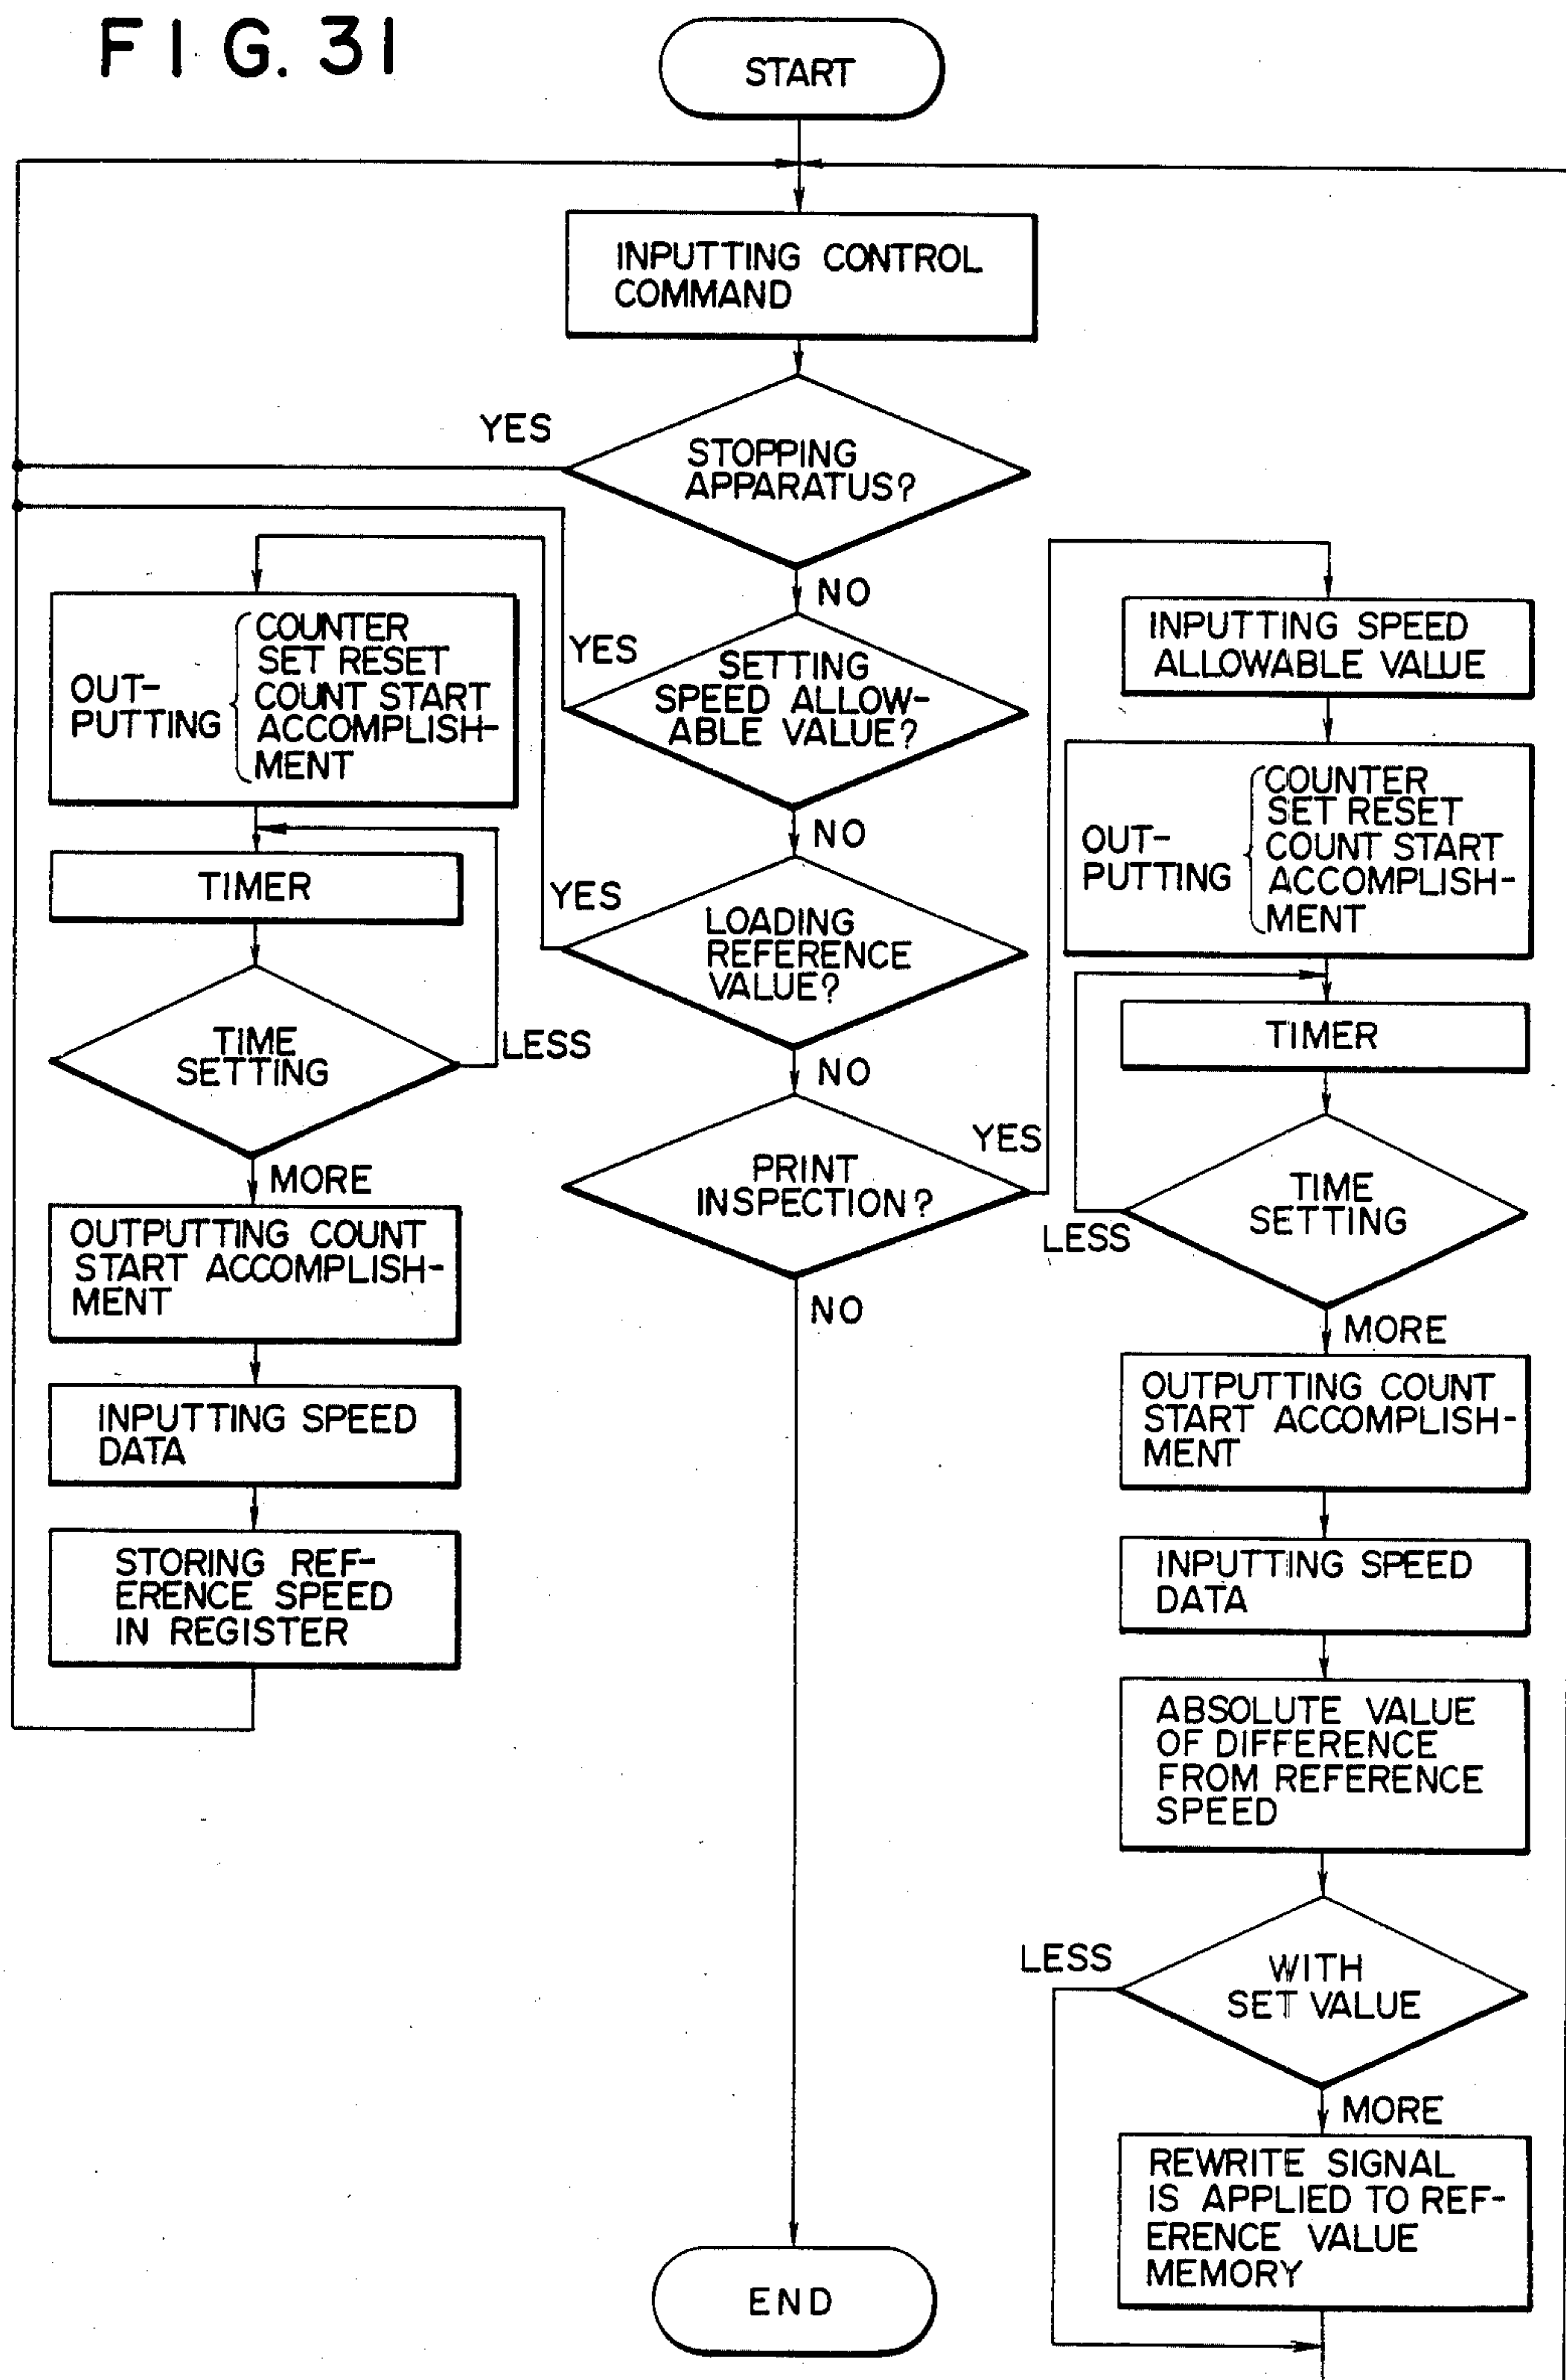 FIG. 31
START
INPUTTING CONTROL
COMMAND
YES
STOPPING
APPARATUS?
NO
YES
SETTING
SPEED ALLOW-
ABLE VALUE?
NO
YES
LOADING
REFERENCE
VALUE?
NO
YES
PRINT
INSPECTION?
NO
END
OUT-
PUTTING
COUNTER
SET RESET
COUNT START
ACCOMPLISH-
MENT
TIMER
TIME
SETTING
LESS
MORE
OUTPUTTING COUNT
START ACCOMPLISH-
MENT
INPUTTING SPEED
DATA
STORING REF-
ERENCE SPEED
IN REGISTER
INPUTTING SPEED
ALLOWABLE VALUE
OUT-
PUTTING
COUNTER
SET RESET
COUNT START
ACCOMPLISH-
MENT
TIMER
TIME
SETTING
LESS
MORE
OUTPUTTING COUNT
START ACCOMPLISH-
MENT
INPUTTING SPEED
DATA
ABSOLUTE VALUE
OF DIFFERENCE
FROM REFERENCE
SPEED
LESS
WITH
SET VALUE
MORE
REWRITE SIGNAL
IS APPLIED TO REF-
ERENCE VALUE
MEMORY